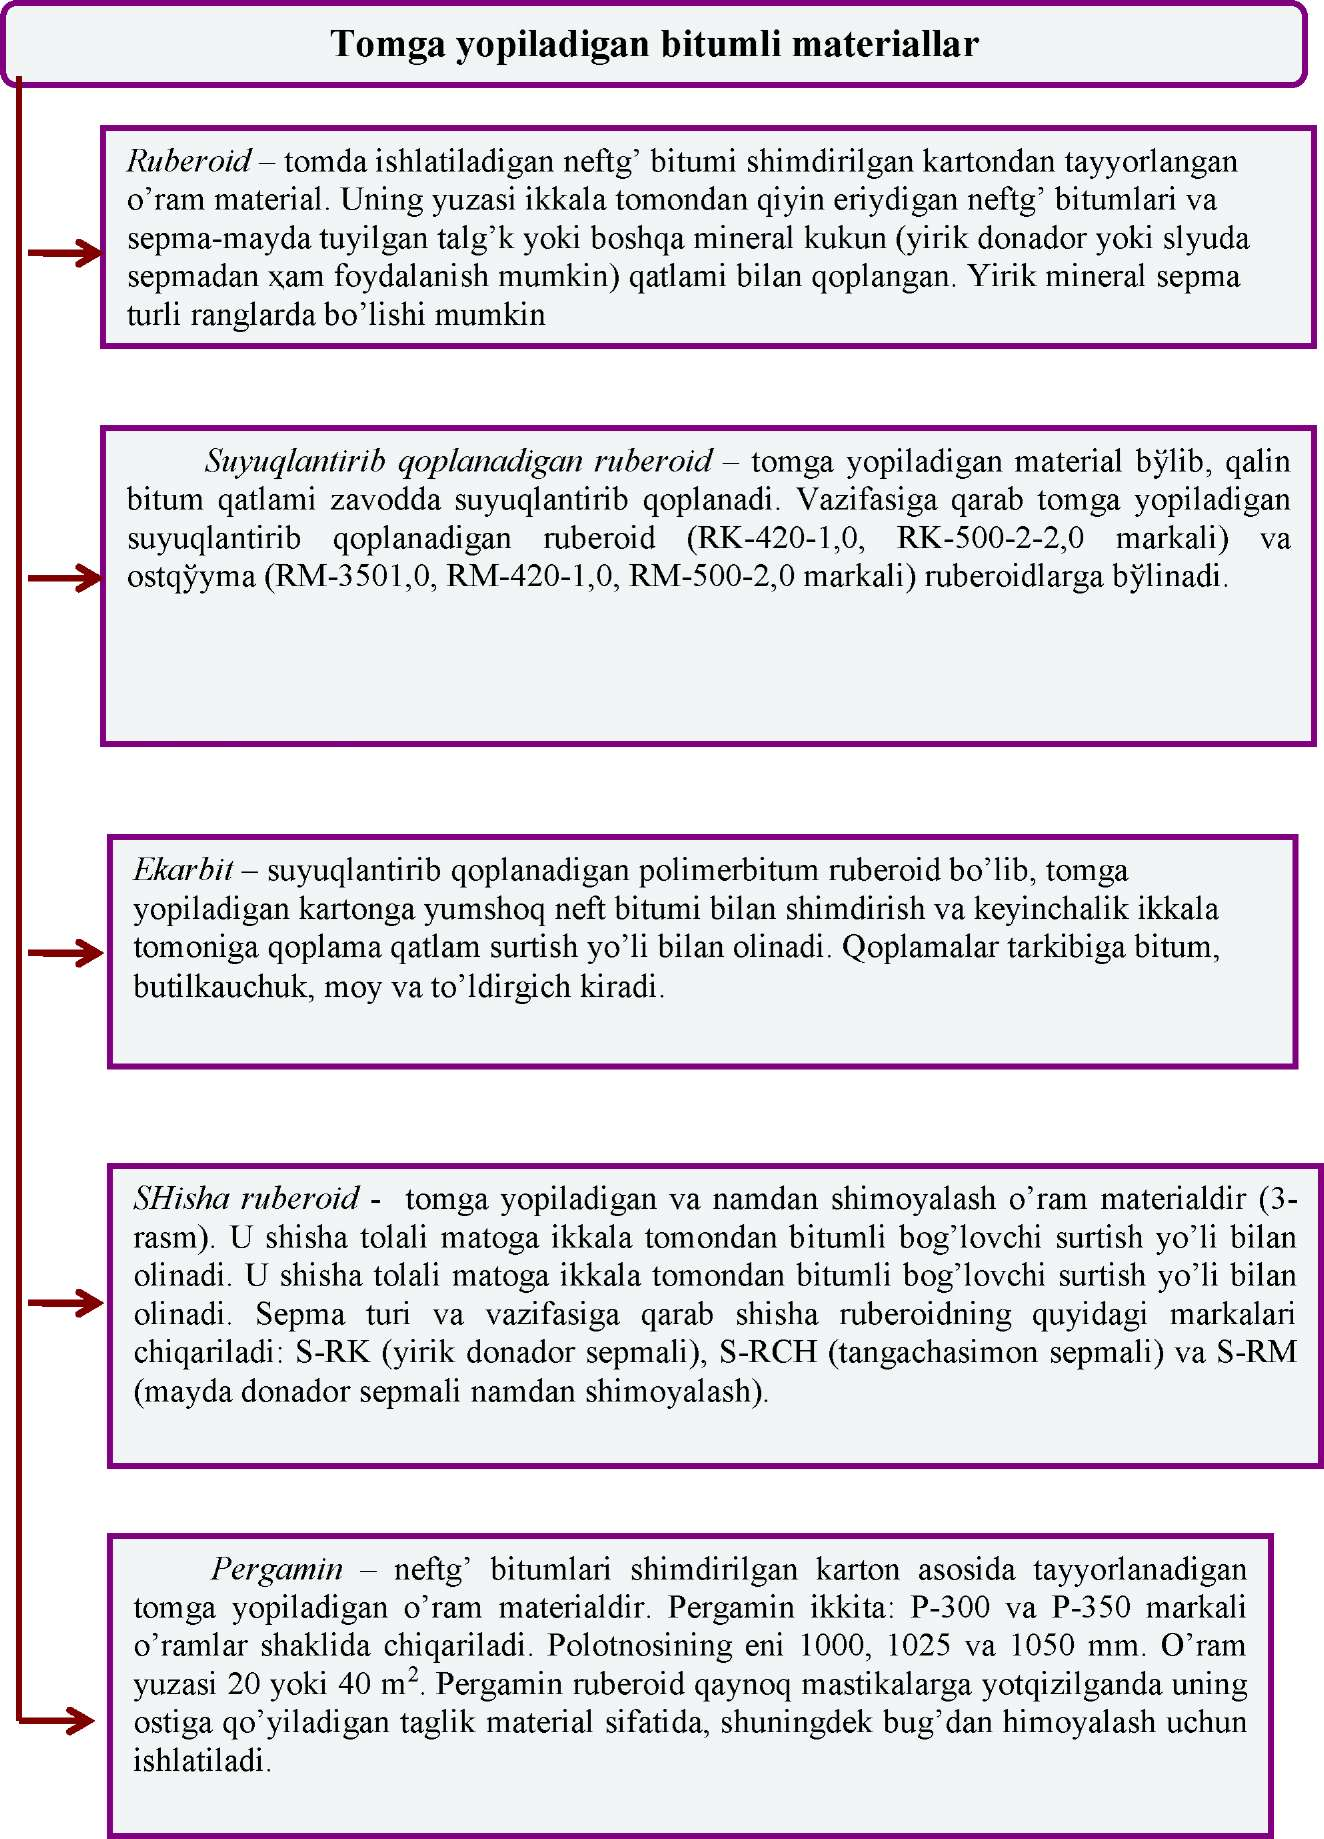 Tomga yopiladigan bitumli materiallar
Ruberoid – tomda ishlatiladigan neftg’ bitumi shimdirilgan kartondan tayyorlangan
o’ram material. Uning yuzasi ikkala tomondan qiyin eriydigan neftg’ bitumlari va
sepma-mayda tuyilgan talg’k yoki boshqa mineral kukun (yirik donador yoki slyuda
sepmadan ҳam foydalanish mumkin) qatlami bilan qoplangan. Yirik mineral sepma
turli ranglarda bo’lishi mumkin
Suyuqlantirib qoplanadigan ruberoid – tomga yopiladigan material bўlib, qalin
bitum qatlami zavodda suyuqlantirib qoplanadi. Vazifasiga qarab tomga yopiladigan
suyuqlantirib qoplanadigan ruberoid (RK-420-1,0, RK-500-2-2,0 markali) va
ostqўyma (RM-3501,0, RM-420-1,0, RM-500-2,0 markali) ruberoidlarga bўlinadi.
Ekarbit – suyuqlantirib qoplanadigan polimerbitum ruberoid bo’lib, tomga
yopiladigan kartonga yumshoq neft bitumi bilan shimdirish va keyinchalik ikkala
tomoniga qoplama qatlam surtish yo’li bilan olinadi. Qoplamalar tarkibiga bitum,
butilkauchuk, moy va to’ldirgich kiradi.
SHisha ruberoid - tomga yopiladigan va namdan shimoyalash o’ram materialdir (3-
rasm). U shisha tolali matoga ikkala tomondan bitumli bog’lovchi surtish yo’li bilan
olinadi. U shisha tolali matoga ikkala tomondan bitumli bog’lovchi surtish yo’li bilan
olinadi. Sepma turi va vazifasiga qarab shisha ruberoidning quyidagi markalari
chiqariladi: S-RK (yirik donador sepmali), S-RCH (tangachasimon sepmali) va S-RM
(mayda donador sepmali namdan shimoyalash).
Pergamin – neftg’ bitumlari shimdirilgan karton asosida tayyorlanadigan
tomga yopiladigan o’ram materialdir. Pergamin ikkita: P-300 va P-350 markali
o’ramlar shaklida chiqariladi. Polotnosining eni 1000, 1025 va 1050 mm. O’ram
yuzasi 20 yoki 40 m². Pergamin ruberoid qaynoq mastikalarga yotqizilganda uning
ostiga qo’yiladigan taglik material sifatida, shuningdek bug’dan himoyalash uchun
ishlatiladi.